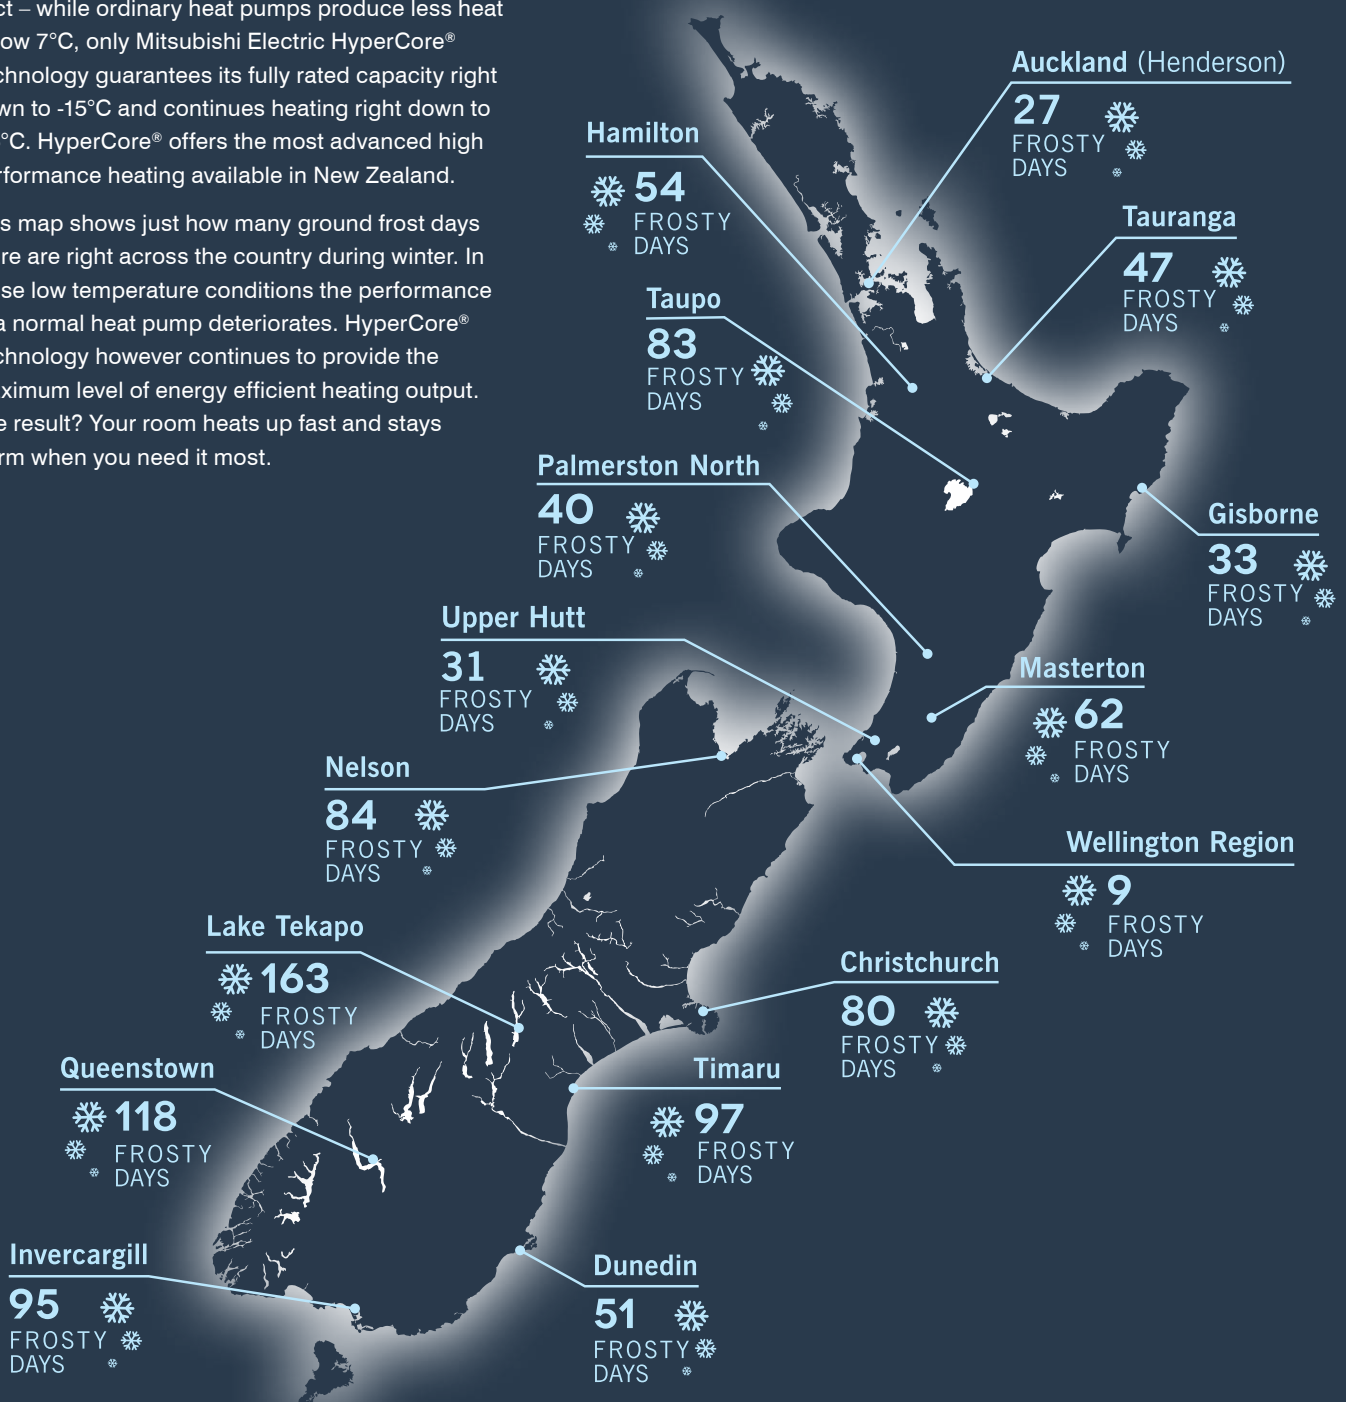 ct – while ordinary heat pumps produce less heat
ow 7°C, only Mitsubishi Electric HyperCore®
chnology guarantees its fully rated capacity right
wn to -15°C and continues heating right down to
°C. HyperCore® offers the most advanced high
rformance heating available in New Zealand.
s map shows just how many ground frost days
re are right across the country during winter. In
se low temperature conditions the performance
a normal heat pump deteriorates. HyperCore®
chnology however continues to provide the
ximum level of energy efficient heating output.
e result? Your room heats up fast and stays
rm when you need it most.
Auckland (Henderson)
27
FROSTY
DAYS
Hamilton
54
FROSTY
DAYS
Tauranga
47
FROSTY
DAYS
Taupo
83
FROSTY
DAYS
Palmerston North
40
FROSTY
DAYS
Gisborne
33
FROSTY
DAYS
Upper Hutt
31
FROSTY
DAYS
Masterton
62
FROSTY
DAYS
Nelson
84
FROSTY
DAYS
Wellington Region
9
FROSTY
DAYS
Lake Tekapo
163
FROSTY
DAYS
Christchurch
80
FROSTY
DAYS
Queenstown
118
FROSTY
DAYS
Timaru
97
FROSTY
DAYS
Invercargill
95
FROSTY
DAYS
Dunedin
51
FROSTY
DAYS